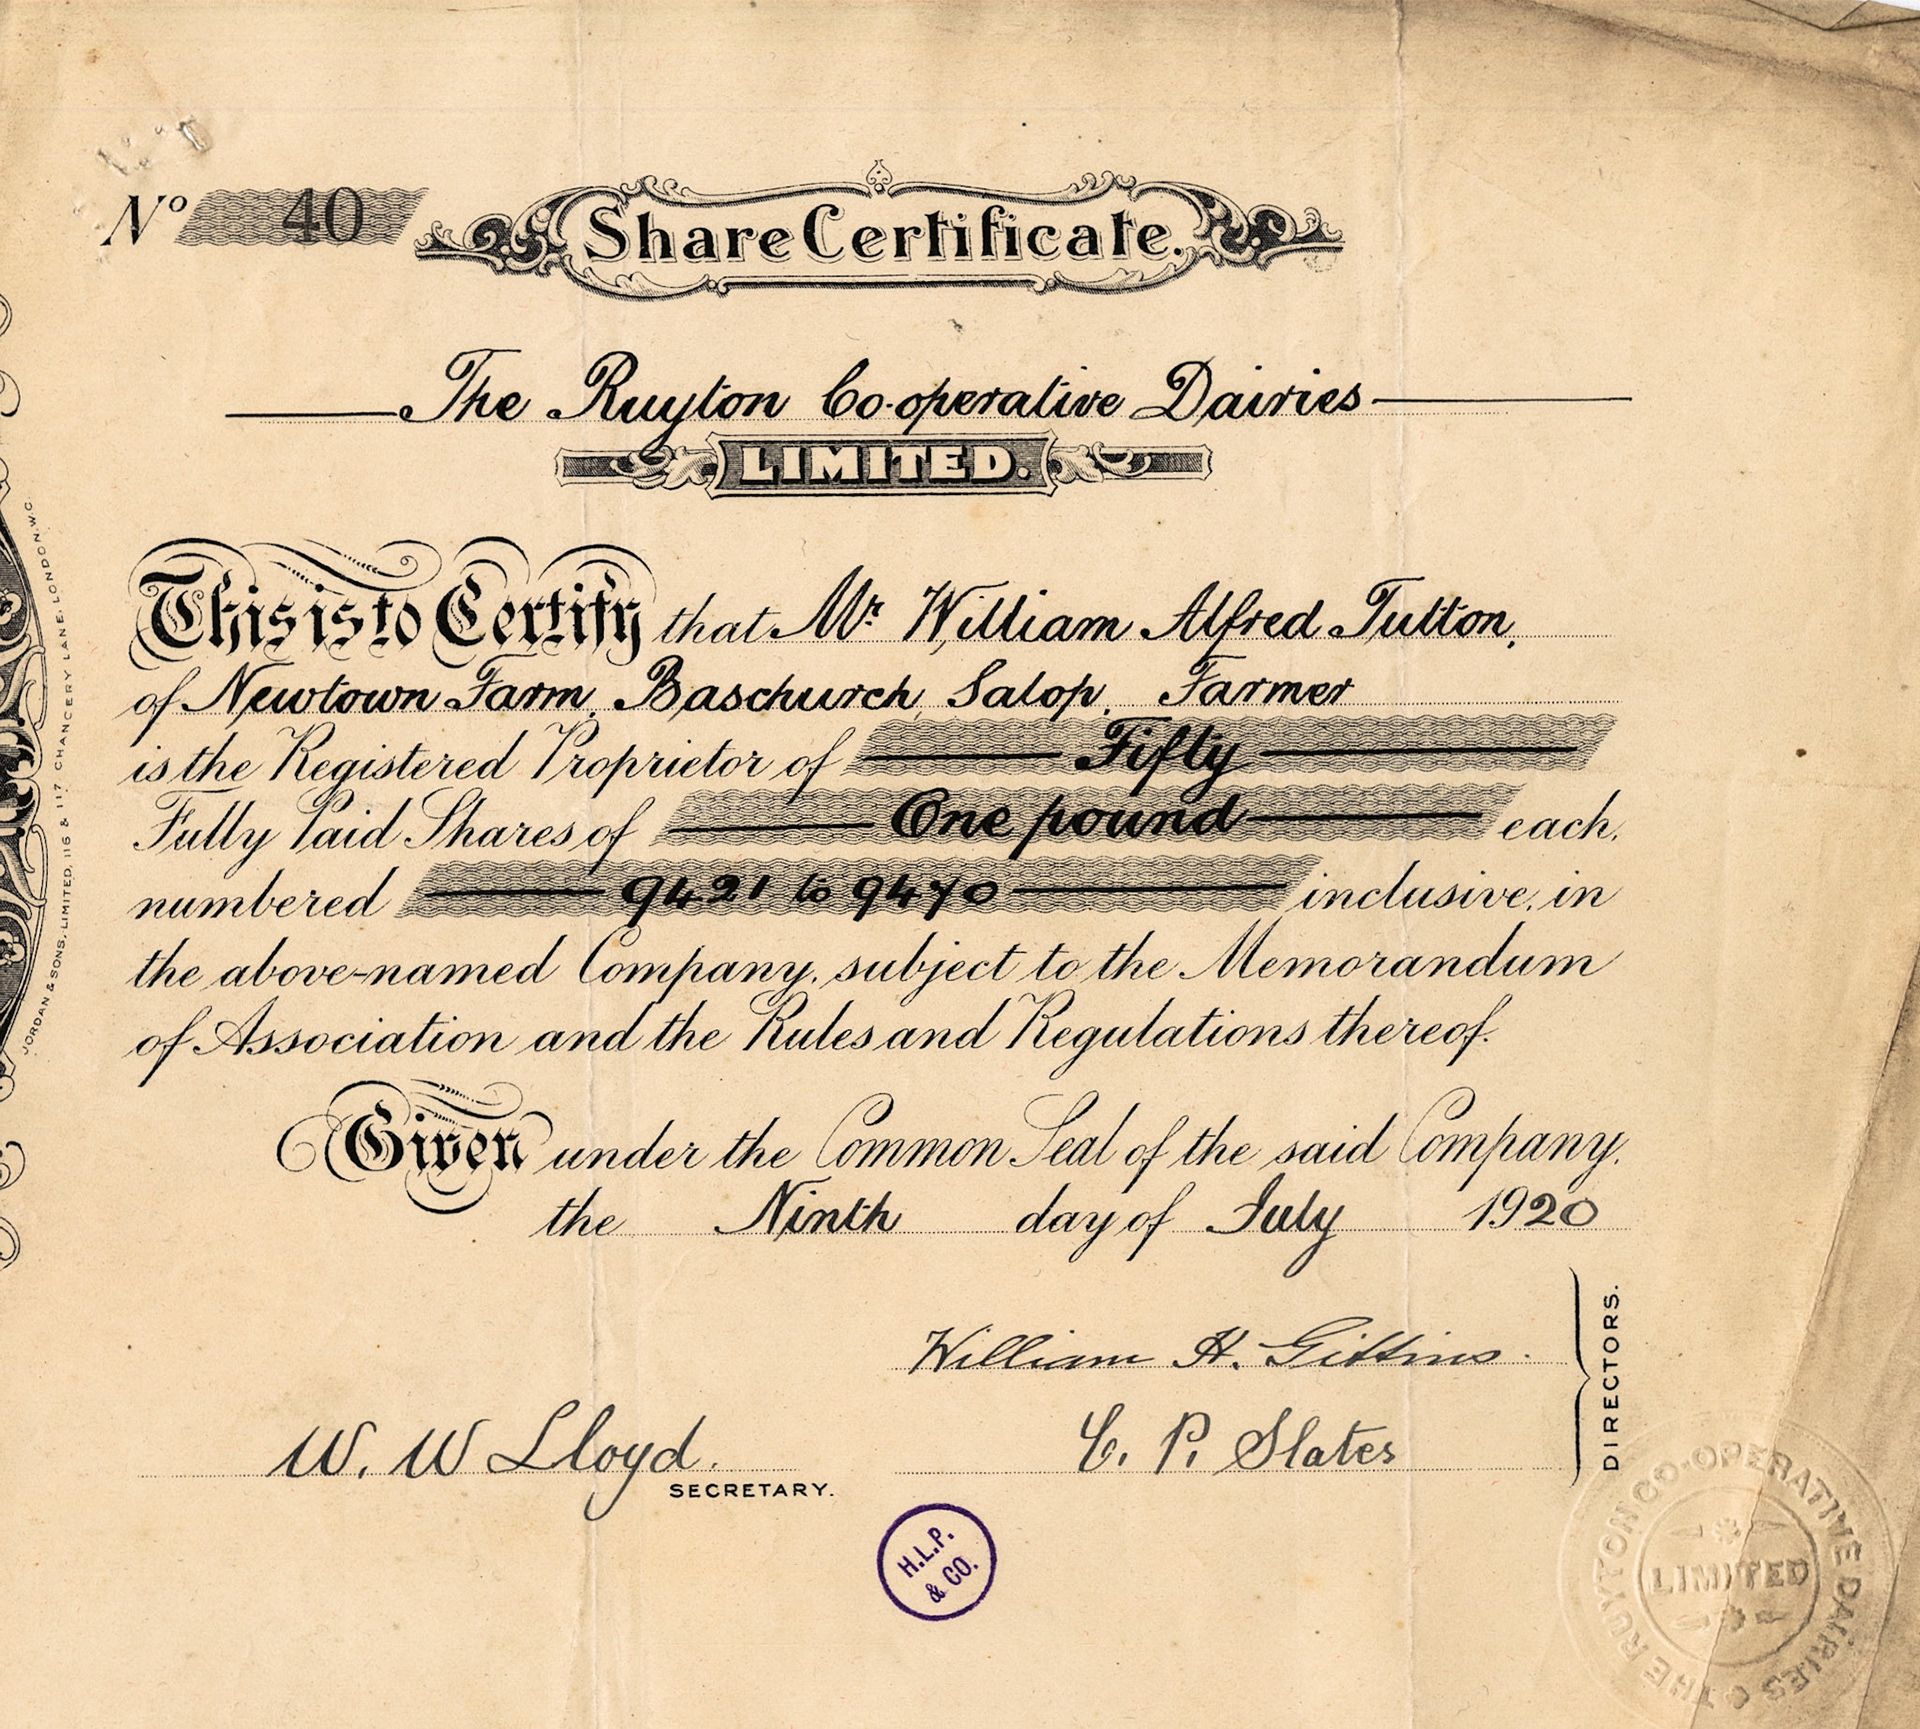 No 40
Share Certificate.
The Ruyton Co-operative Dairies
LIMITED.
This is to Certify that Mr. William Alfred Tutton,
of Newtown Farm, Baschurch, Salop, Farmer
is the Registered Proprietor of Fifty
Fully Paid Shares of One pound each,
numbered 9421 to 9470 inclusive, in
the above-named Company, subject to the Memorandum
of Association and the Rules and Regulations thereof.
Given under the Common Seal of the said Company,
the Ninth day of July 1920
William H. Gittins.
C. P. Slater
DIRECTORS.
W. W Lloyd.
SECRETARY.
H.L.P.
& CO.
THE RUYTON CO-OPERATIVE DAIRIES
LIMITED
JORDAN & SONS, LIMITED, 116 & 117 CHANCERY LANE, LONDON, W.C.